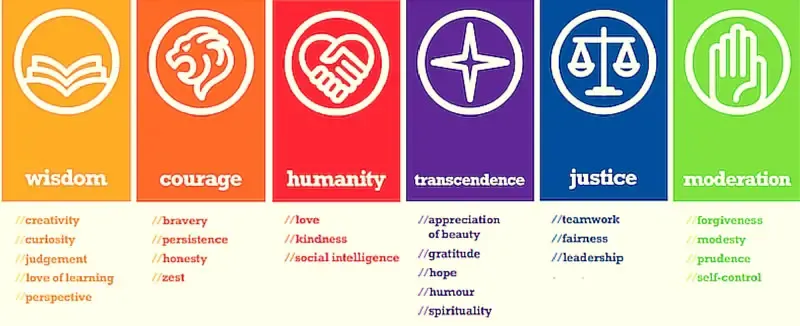 wisdom
//creativity
//curiosity
//judgement
//love of learning
//perspective
courage
//bravery
//persistence
//honesty
//zest
humanity
//love
//kindness
//social intelligence
transcendence
//appreciation
of beauty
//gratitude
//hope
//humour
//spirituality
justice
//teamwork
//fairness
//leadership
moderation
//forgiveness
//modesty
//prudence
//self-control